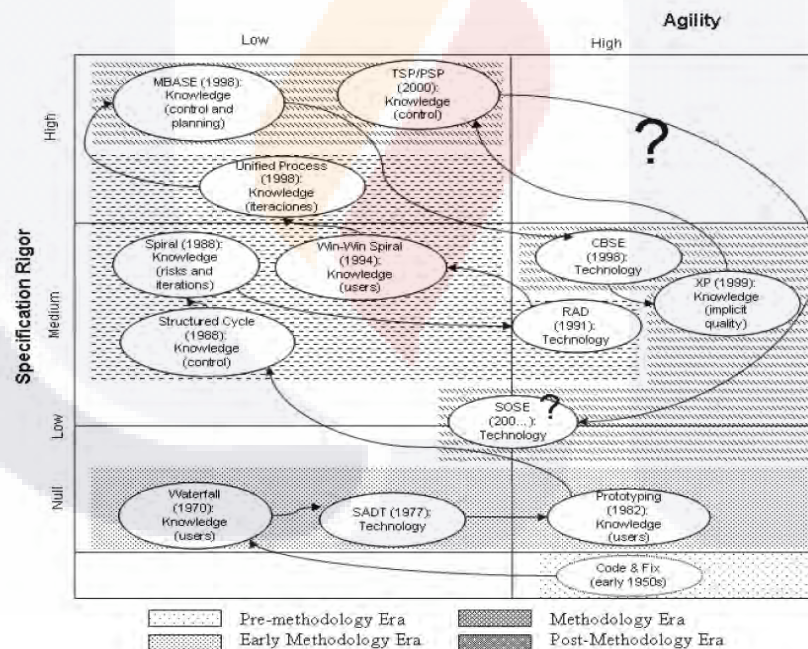 Agility
Low
High
Specification Rigor
High
Medium
Low
Null
MBASE (1998):
Knowledge
(control and
planning)
TSP/PSP
(2000):
Knowledge
(control)
?
Unified Process
(1998):
Knowledge
(iteraciones)
Spiral (1988):
Knowledge
(risks and
iterations)
Win-Win Spiral
(1994):
Knowledge
(users)
CBSE
(1998):
Technology
XP (1999):
Knowledge
(implicit
quality)
Structured Cycle
(1988):
Knowledge
(control)
RAD
(1991):
Technology
SOSE ?
(200...):
Technology
Waterfall
(1970):
Knowledge
(users)
SADT (1977):
Technology
Prototyping
(1982):
Knowledge
(users)
Code & Fix
(early 1950s)
Pre-methodology Era
Methodology Era
Early Methodology Era
Post-Methodology Era